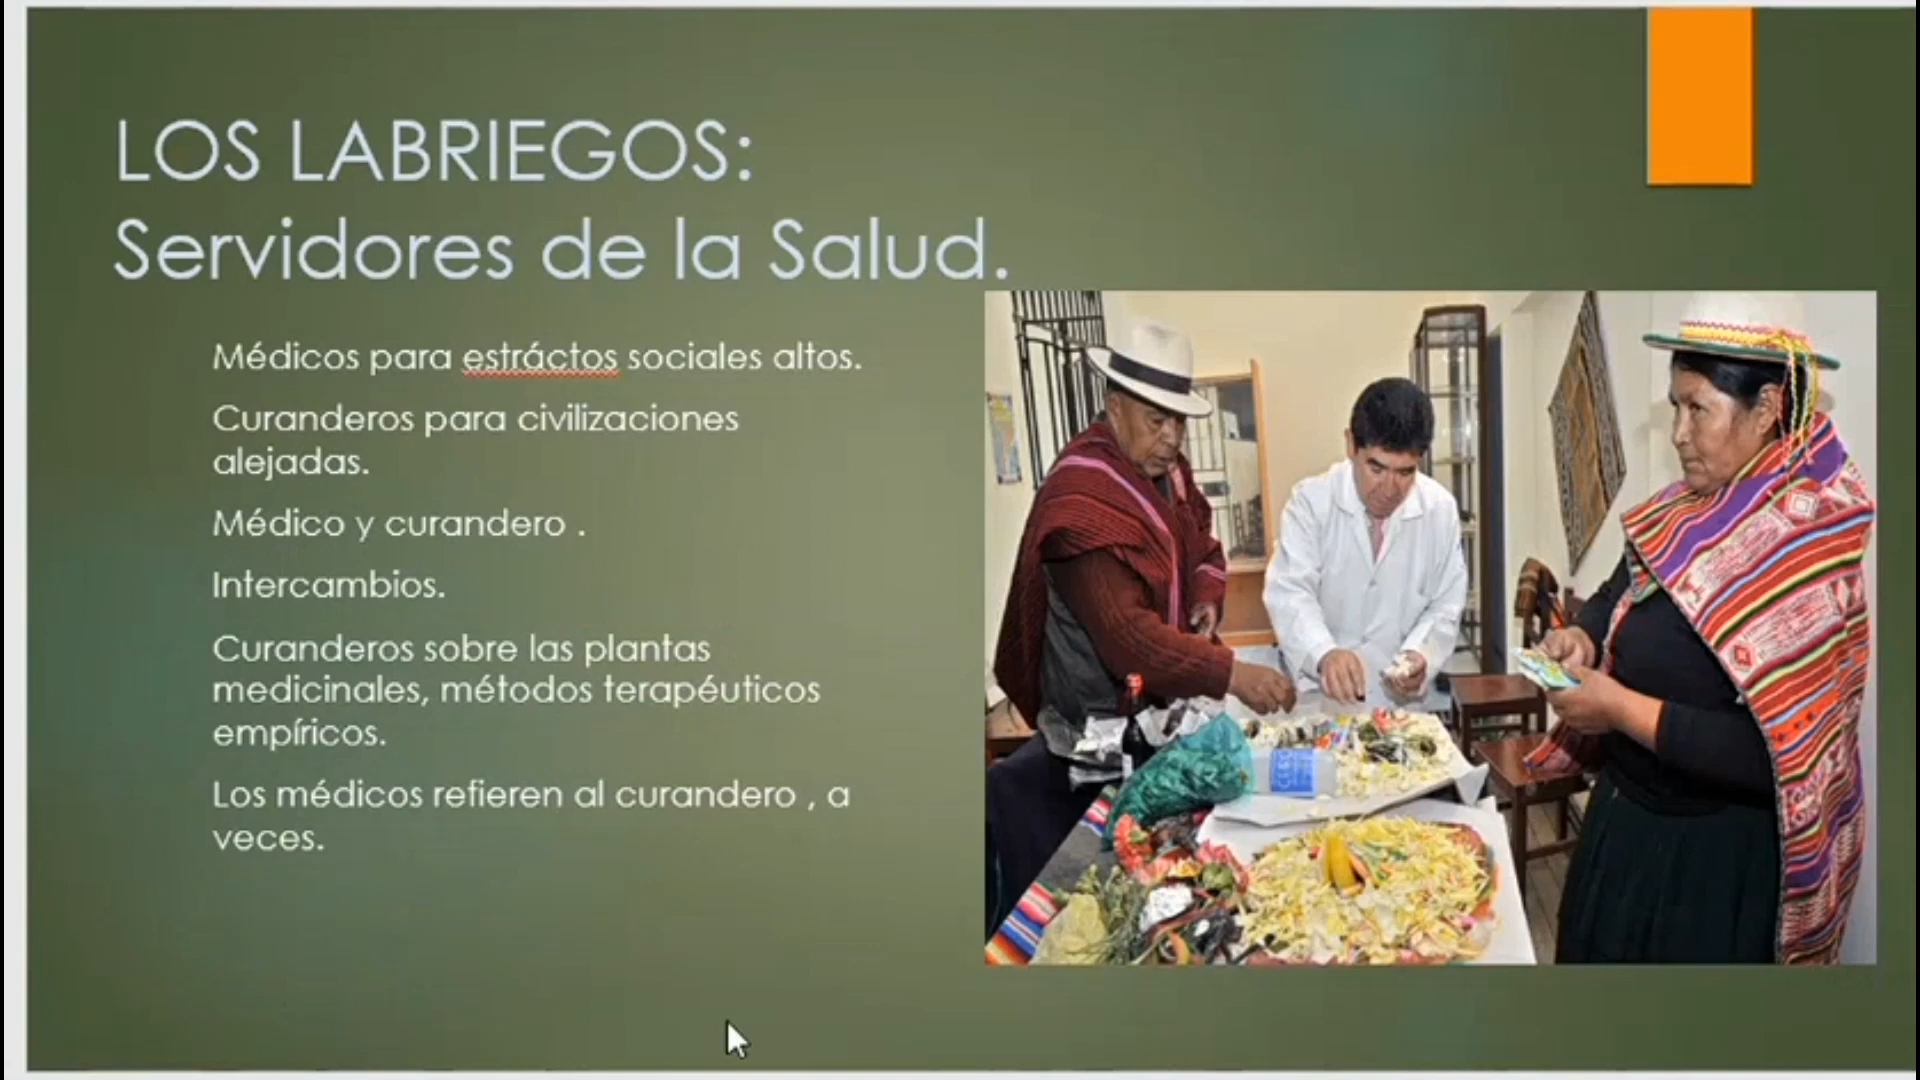 LOS LABRIEGOS:
Servidores de la Salud.
Médicos para estráctos sociales altos.
Curanderos para civilizaciones
alejadas.
Médico y curandero .
Intercambios.
Curanderos sobre las plantas
medicinales, métodos terapéuticos
empíricos.
Los médicos refieren al curandero , a
veces.